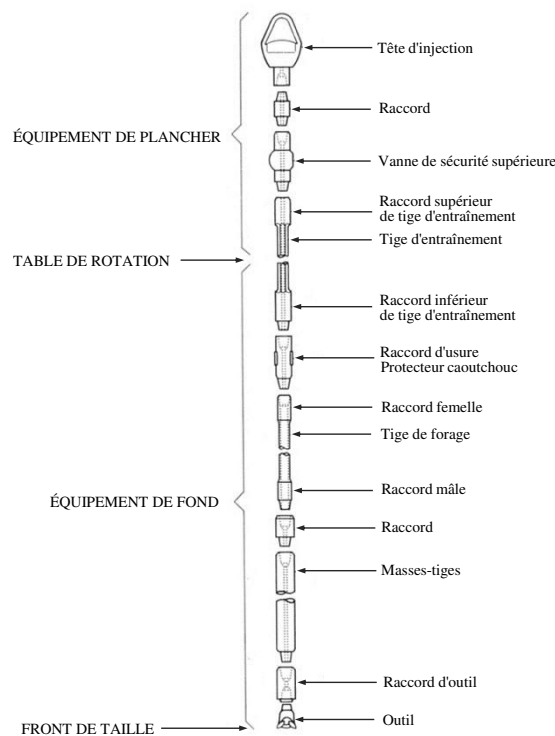 Tête d'injection
Raccord
ÉQUIPEMENT DE PLANCHER
Vanne de sécurité supérieure
Raccord supérieur
de tige d'entraînement
Tige d'entraînement
TABLE DE ROTATION
Raccord inférieur
de tige d'entraînement
Raccord d'usure
Protecteur caoutchouc
Raccord femelle
Tige de forage
Raccord mâle
ÉQUIPEMENT DE FOND
Raccord
Masses-tiges
Raccord d'outil
Outil
FRONT DE TAILLE